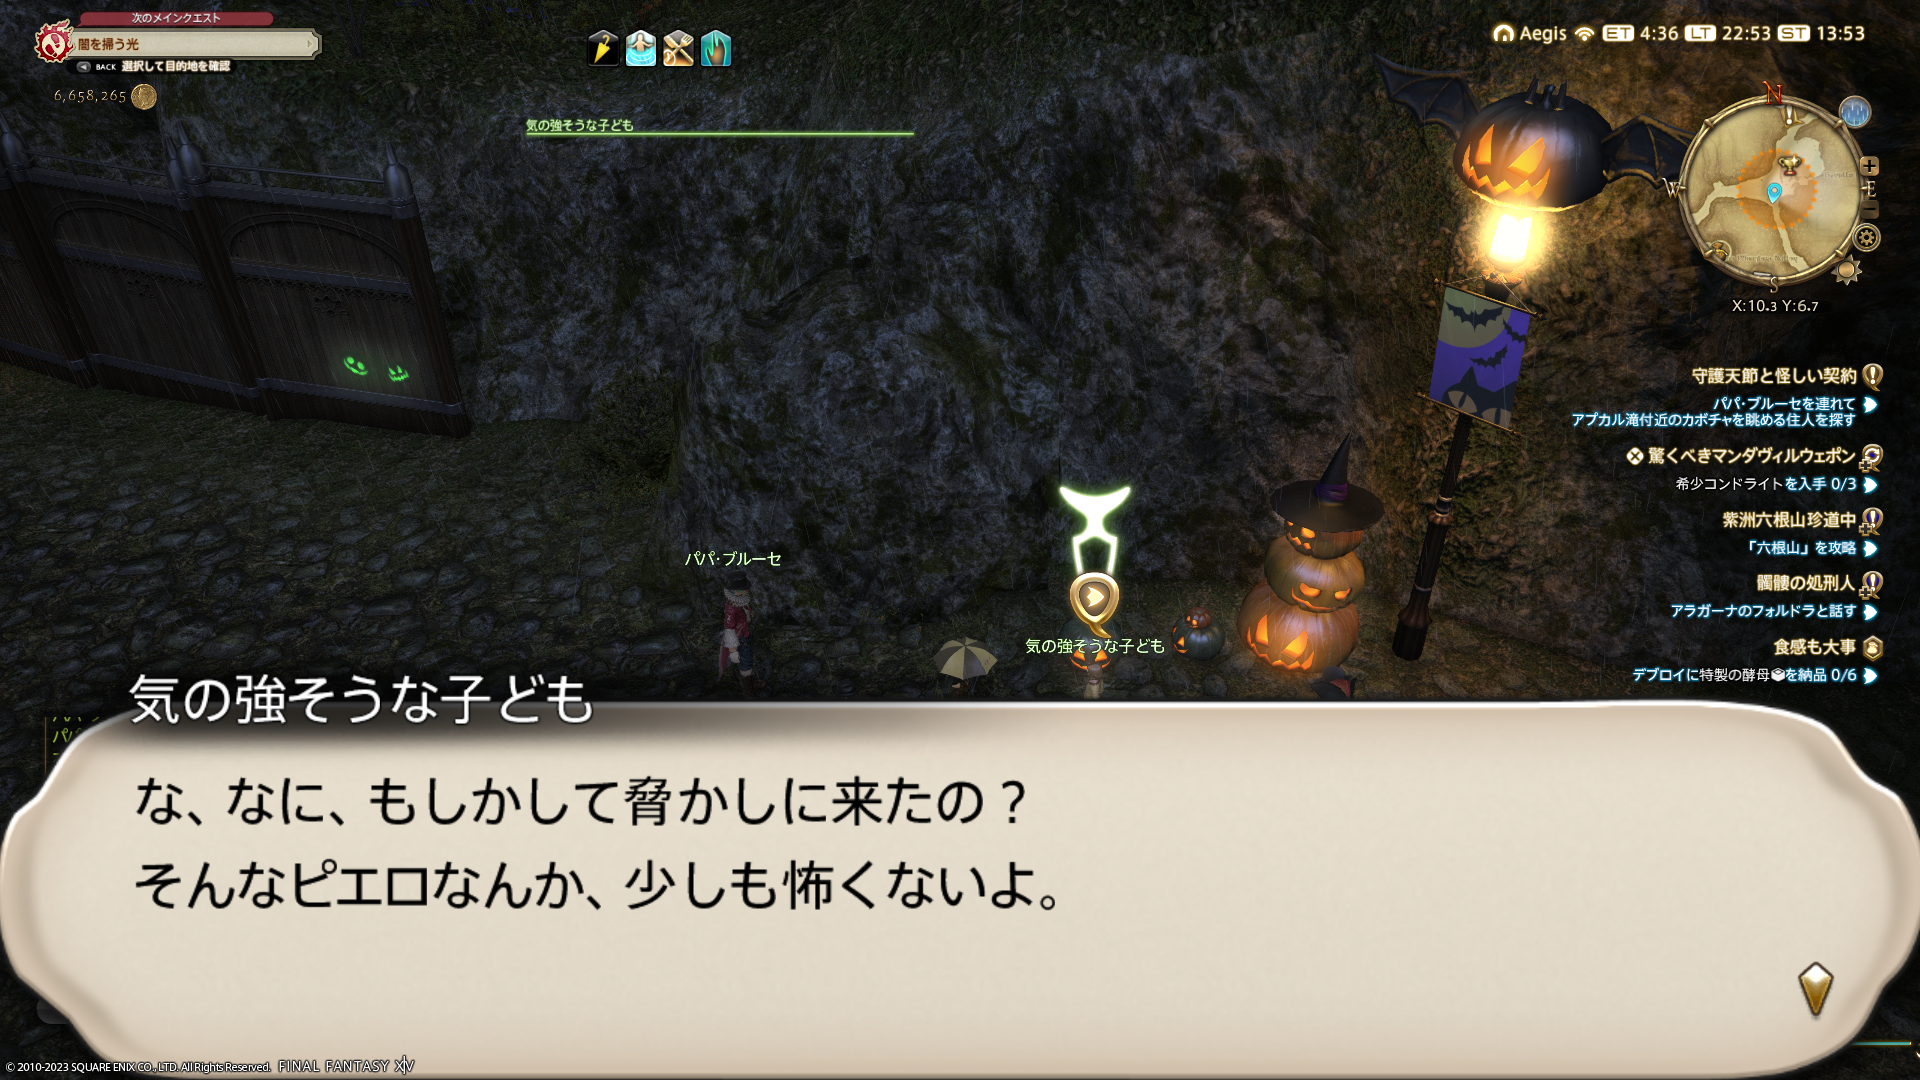 次のメインクエスト
闇を掃う光
BACK 選択して目的地を確認
6,658,265
気の強そうな子ども
Aegis ET 4:36 LT 22:53 ST 13:53
N
W
E
S
X:10.3 Y:6.7
守護天節と怪しい契約
パパ・ブルーセを連れて
アプカル滝付近のカボチャを眺める住人を探す
驚くべきマンダヴィルウェポン
希少コンドライトを入手 0/3
紫洲六根山珍道中
「六根山」を攻略
髑髏の処刑人
アラガーナのフォルドラと話す
食感も大事
デブロイに特製の酵母を納品 0/6
パパ・ブルーセ
気の強そうな子ども
気の強そうな子ども
な、なに、もしかして脅かしに来たの？
そんなピエロなんか、少しも怖くないよ。
© 2010-2023 SQUARE ENIX CO., LTD. All Rights Reserved. FINAL FANTASY XIV